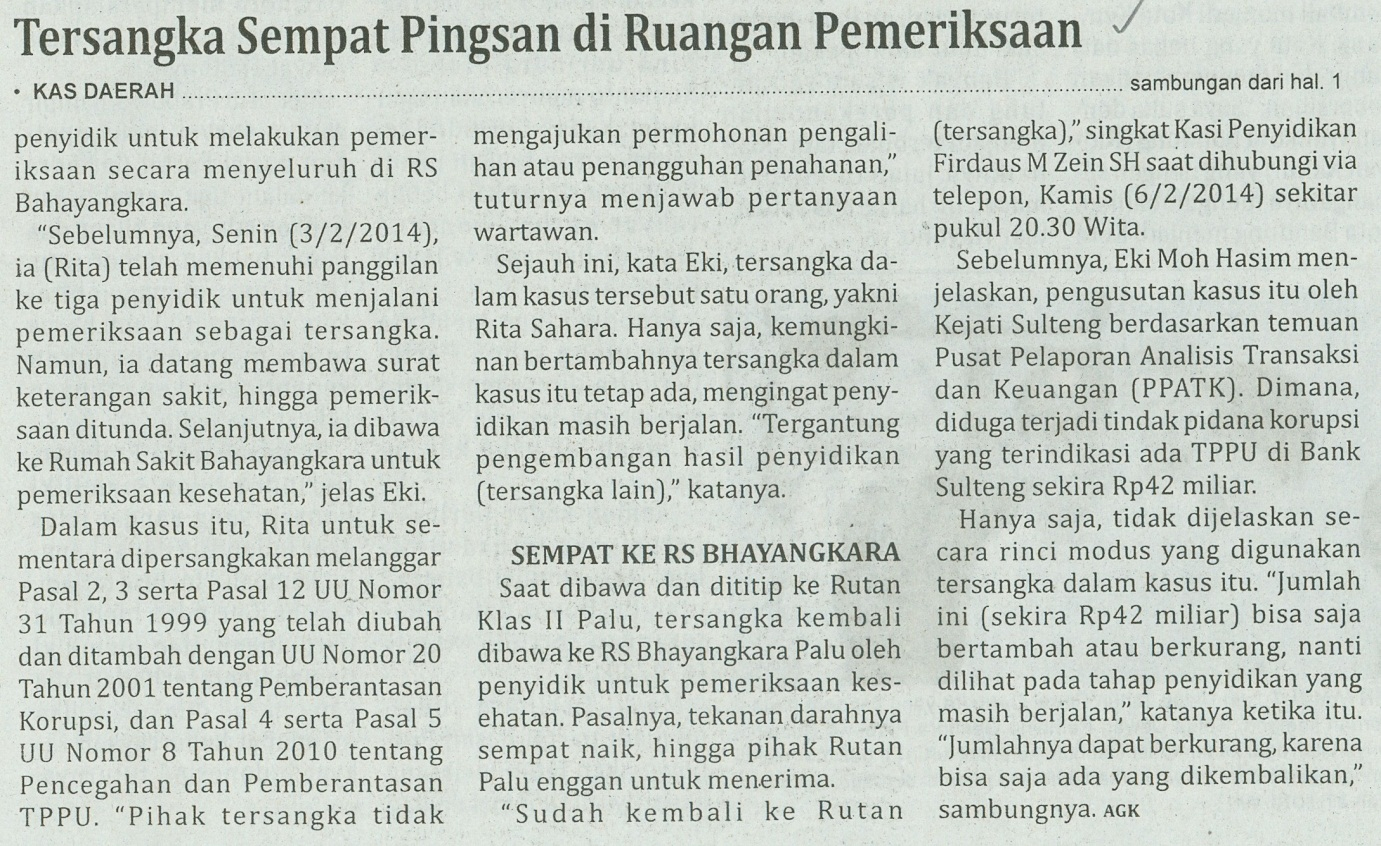 Tersangka Sempat Pingsan di Ruangan Pemeriksaan
• KAS DAERAH ........ sambungan dari hal. 1
penyidik untuk melakukan pemer-
iksaan secara menyeluruh di RS
Bahayangkara.
“Sebelumnya, Senin (3/2/2014),
ia (Rita) telah memenuhi panggilan
ke tiga penyidik untuk menjalani
pemeriksaan sebagai tersangka.
Namun, ia datang membawa surat
keterangan sakit, hingga pemerik-
saan ditunda. Selanjutnya, ia dibawa
ke Rumah Sakit Bahayangkara untuk
pemeriksaan kesehatan,” jelas Eki.
Dalam kasus itu, Rita untuk se-
mentara dipersangkakan melanggar
Pasal 2, 3 serta Pasal 12 UU Nomor
31 Tahun 1999 yang telah diubah
dan ditambah dengan UU Nomor 20
Tahun 2001 tentang Pemberantasan
Korupsi, dan Pasal 4 serta Pasal 5
UU Nomor 8 Tahun 2010 tentang
Pencegahan dan Pemberantasan
TPPU. “Pihak tersangka tidak
mengajukan permohonan pengali-
han atau penangguhan penahanan,”
tuturnya menjawab pertanyaan
wartawan.
Sejauh ini, kata Eki, tersangka da-
lam kasus tersebut satu orang, yakni
Rita Sahara. Hanya saja, kemungki-
nan bertambahnya tersangka dalam
kasus itu tetap ada, mengingat peny-
idikan masih berjalan. “Tergantung
pengembangan hasil penyidikan
(tersangka lain),” katanya.
SEMPAT KE RS BHAYANGKARA
Saat dibawa dan dititip ke Rutan
Klas II Palu, tersangka kembali
dibawa ke RS Bhayangkara Palu oleh
penyidik untuk pemeriksaan kes-
ehatan. Pasalnya, tekanan darahnya
sempat naik, hingga pihak Rutan
Palu enggan untuk menerima.
“Sudah kembali ke Rutan
(tersangka),” singkat Kasi Penyidikan
Firdaus M Zein SH saat dihubungi via
telepon, Kamis (6/2/2014) sekitar
pukul 20.30 Wita.
Sebelumnya, Eki Moh Hasim men-
jelaskan, pengusutan kasus itu oleh
Kejati Sulteng berdasarkan temuan
Pusat Pelaporan Analisis Transaksi
dan Keuangan (PPATK). Dimana,
diduga terjadi tindak pidana korupsi
yang terindikasi ada TPPU di Bank
Sulteng sekira Rp42 miliar.
Hanya saja, tidak dijelaskan se-
cara rinci modus yang digunakan
tersangka dalam kasus itu. “Jumlah
ini (sekira Rp42 miliar) bisa saja
bertambah atau berkurang, nanti
dilihat pada tahap penyidikan yang
masih berjalan,” katanya ketika itu.
“Jumlahnya dapat berkurang, karena
bisa saja ada yang dikembalikan,”
sambungnya. AGK